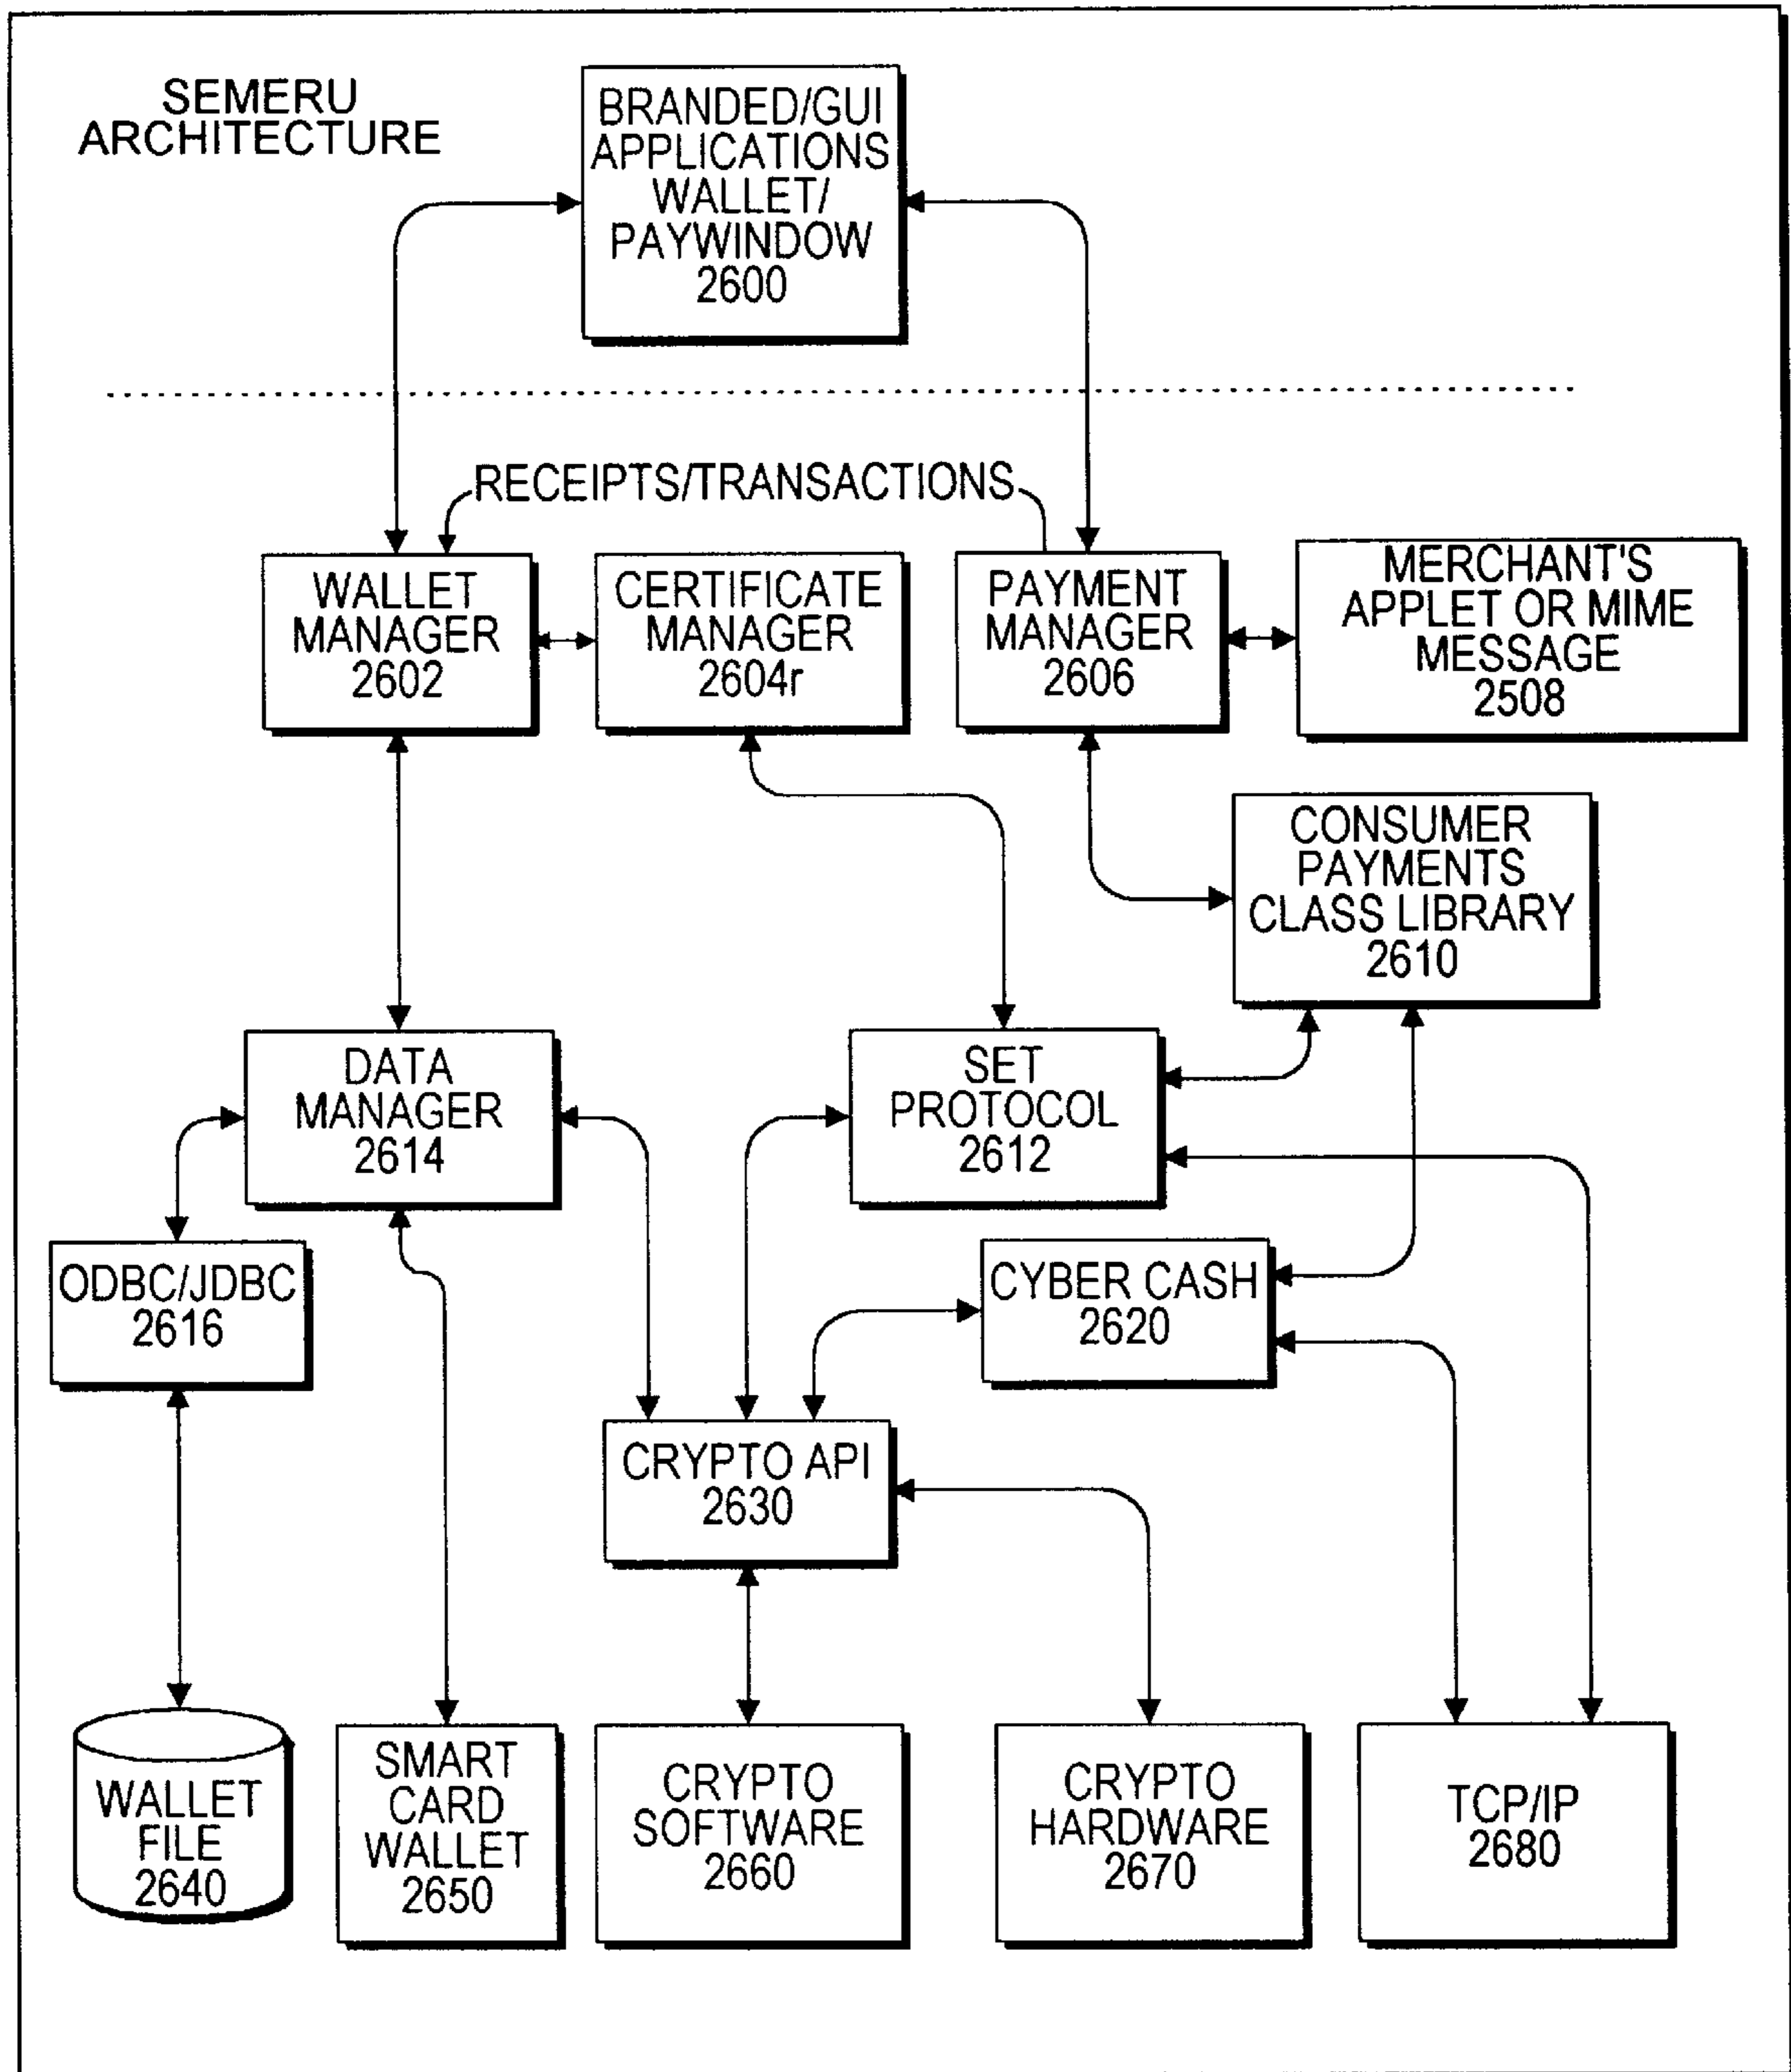 SEMERU
ARCHITECTURE
BRANDED/GUI
APPLICATIONS
WALLET/
PAYWINDOW
2600
RECEIPTS/TRANSACTIONS
WALLET
MANAGER
2602
CERTIFICATE
MANAGER
2604r
PAYMENT
MANAGER
2606
MERCHANT'S
APPLET OR MIME
MESSAGE
2508
CONSUMER
PAYMENTS
CLASS LIBRARY
2610
DATA
MANAGER
2614
SET
PROTOCOL
2612
ODBC/JDBC
2616
CYBER CASH
2620
CRYPTO API
2630
WALLET
FILE
2640
SMART
CARD
WALLET
2650
CRYPTO
SOFTWARE
2660
CRYPTO
HARDWARE
2670
TCP/IP
2680